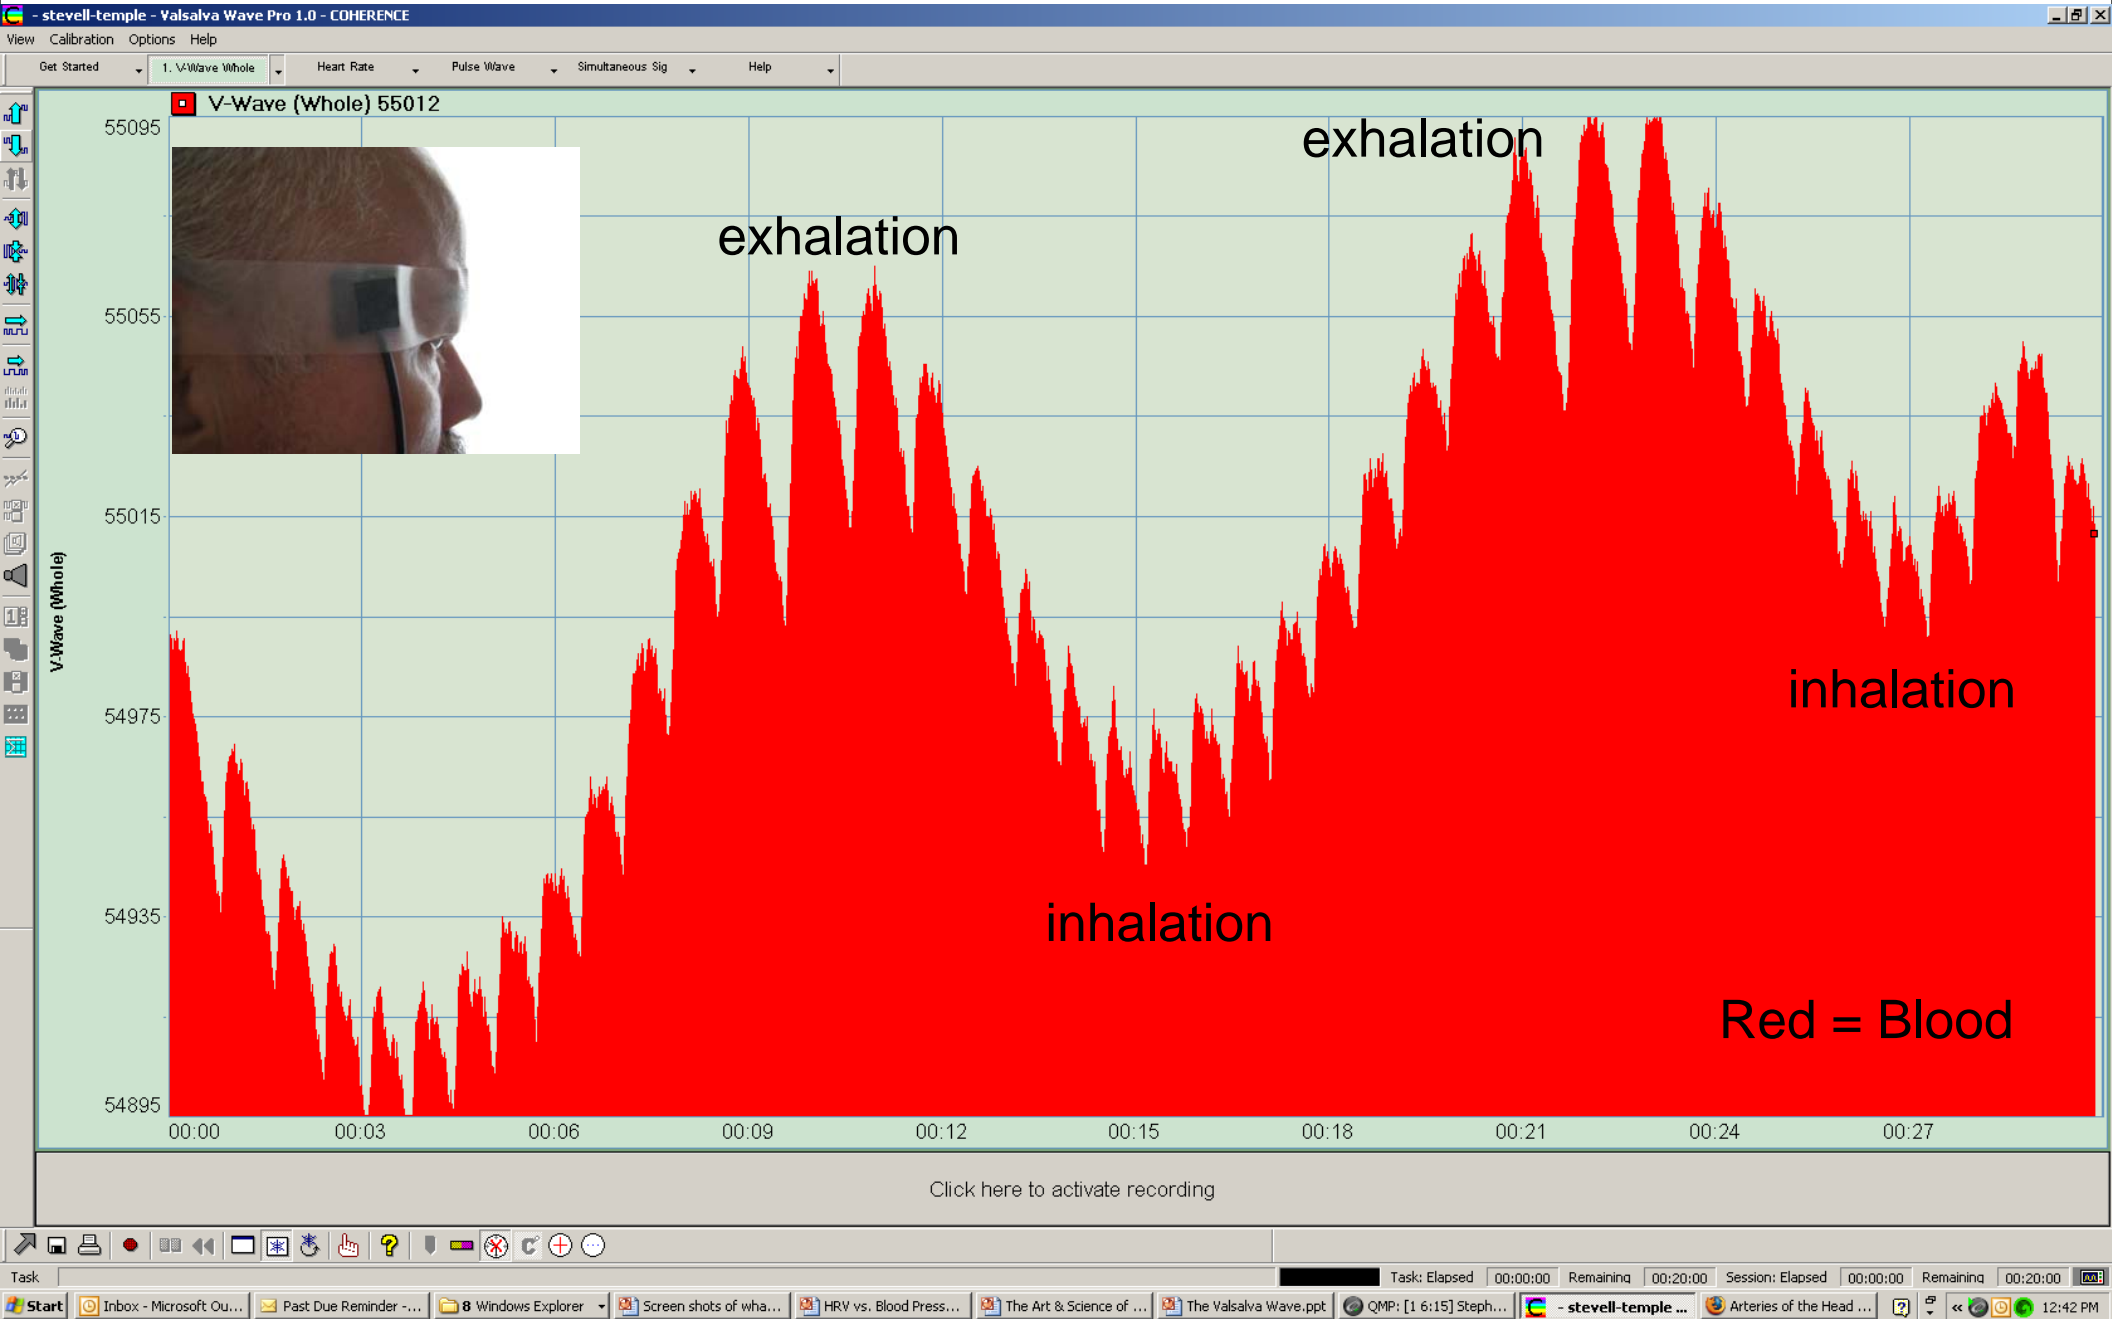 - stevell-temple - Valsalva Wave Pro 1.0 - COHERENCE
View Calibration Options Help
Get Started 1. V-Wave Whole Heart Rate Pulse Wave Simultaneous Sig Help
V-Wave (Whole) 55012
55095
55055
55015
54975
54935
54895
V-Wave (Whole)
exhalation
exhalation
inhalation
inhalation
Red = Blood
00:00 00:03 00:06 00:09 00:12 00:15 00:18 00:21 00:24 00:27
Click here to activate recording
Task Task: Elapsed 00:00:00 Remaining 00:20:00 Session: Elapsed 00:00:00 Remaining 00:20:00
Start Inbox - Microsoft Ou... Past Due Reminder -... 8 Windows Explorer Screen shots of wha... HRV vs. Blood Press... The Art & Science of ... The Valsalva Wave.ppt QMP: [1 6:15] Steph... - stevell-temple ... Arteries of the Head ... 12:42 PM